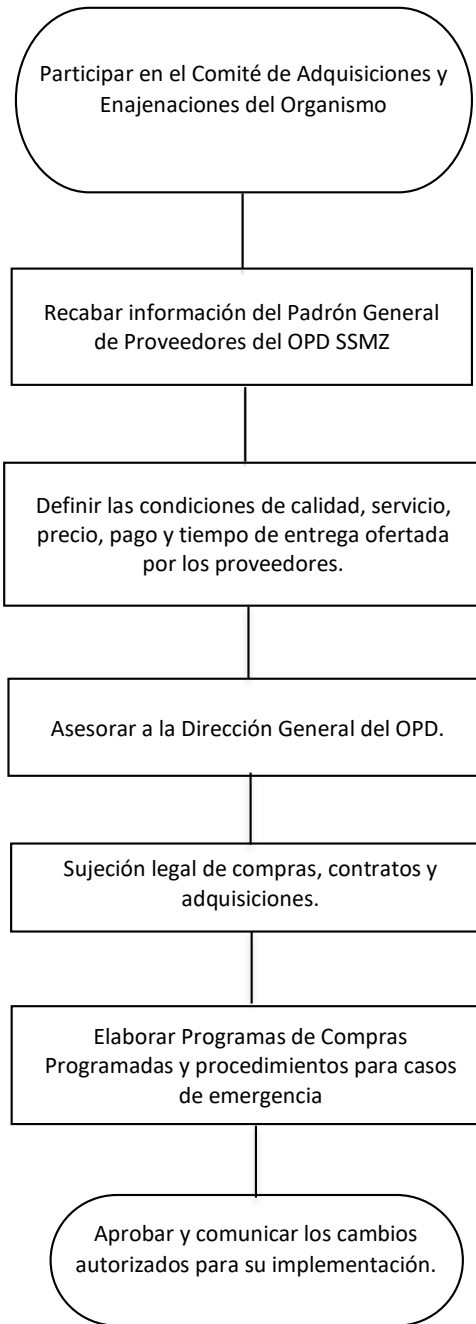 Participar en el Comité de Adquisiciones y
Enajenaciones del Organismo
Recabar información del Padrón General
de Proveedores del OPD SSMZ
Definir las condiciones de calidad, servicio,
precio, pago y tiempo de entrega ofertada
por los proveedores.
Asesorar a la Dirección General del OPD.
Sujeción legal de compras, contratos y
adquisiciones.
Elaborar Programas de Compras
Programadas y procedimientos para casos
de emergencia
Aprobar y comunicar los cambios
autorizados para su implementación.